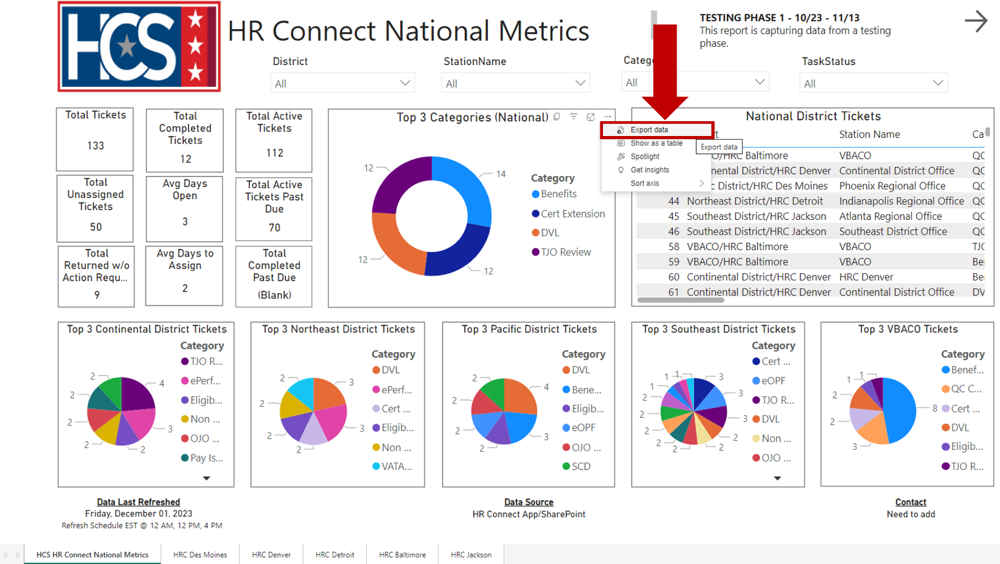 HCS
HR Connect National Metrics
TESTING PHASE 1 - 10/23 - 11/13
This report is capturing data from a testing
phase.
District
All
StationName
All
Categ
All
TaskStatus
All
Total Tickets
133
Total
Completed
Tickets
12
Total Active
Tickets
112
Total
Unassigned
Tickets
50
Avg Days
Open
3
Total Active
Tickets Past
Due
70
Total
Returned w/o
Action Requ...
9
Avg Days to
Assign
2
Total
Completed
Past Due
(Blank)
Top 3 Categories (National)
12
14
12
12
Category
Benefits
Cert Extension
DVL
TJO Review
Export data
Show as a table
Spotlight
Get insights
Sort axis
Export data
National District Tickets
t Station Name Ca
O/HRC Baltimore VBACO QC
nental District/HRC Denver Continental District Office QC
c District/HRC Des Moines Phoenix Regional Office QC
44 Northeast District/HRC Detroit Indianapolis Regional Office QC
45 Southeast District/HRC Jackson Atlanta Regional Office QC
46 Southeast District/HRC Jackson Southeast District Office QC
58 VBACO/HRC Baltimore VBACO TJC
59 VBACO/HRC Baltimore VBACO Be
60 Continental District/HRC Denver HRC Denver Be
61 Continental District/HRC Denver Continental District Office DV
Top 3 Continental District Tickets
2
4
2
2
3
2
2
Category
TJO R...
ePerf...
Eligib...
Non ...
OJO ...
Pay Is...
Top 3 Northeast District Tickets
2
3
2
3
2
2
Category
DVL
ePerf...
Cert ...
Eligib...
Non ...
VATA...
Top 3 Pacific District Tickets
2
4
2
2
3
2
Category
DVL
Bene...
Eligib...
eOPF
OJO ...
SCD
Top 3 Southeast District Tickets
1
1
3
1
3
2
2
3
2
2
2
2
Category
Cert ...
eOPF
TJO R...
DVL
Non ...
OJO ...
Top 3 VBACO Tickets
1
1
2
8
2
3
Category
Benef...
QC C...
Cert ...
DVL
Eligib...
TJO R...
Data Last Refreshed
Friday, December 01, 2023
Refresh Schedule EST @ 12 AM, 12 PM, 4 PM
Data Source
HR Connect App/SharePoint
Contact
Need to add
HCS HR Connect National Metrics
HRC Des Moines
HRC Denver
HRC Detroit
HRC Baltimore
HRC Jackson